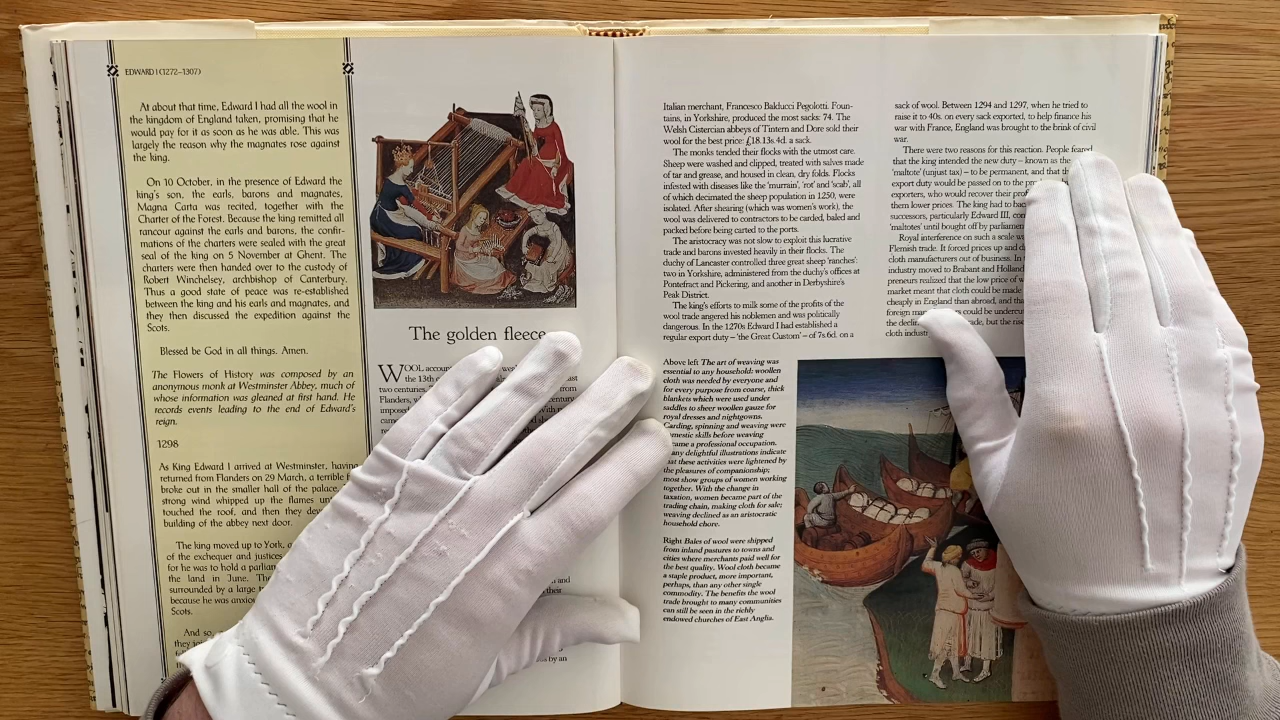 EDWARD I (1272–1307)
At about that time, Edward I had all the wool in
the kingdom of England taken, promising that he
would pay for it as soon as he was able. This was
largely the reason why the magnates rose against
the king.
On 10 October, in the presence of Edward the
king's son, the earls, barons and magnates,
Magna Carta was recited, together with the
Charter of the Forest. Because the king remitted all
rancour against the earls and barons, the confir-
mations of the charters were sealed with the great
seal of the king on 5 November at Ghent. The
charters were then handed over to the custody of
Robert Winchelsey, archbishop of Canterbury.
Thus a good state of peace was re-established
between the king and his earls and magnates, and
they then discussed the expedition against the
Scots.
Blessed be God in all things. Amen.
The Flowers of History was composed by an
anonymous monk at Westminster Abbey, much of
whose information was gleaned at first hand. He
records events leading to the end of Edward's
reign.
1298
As King Edward I arrived at Westminster, having
returned from Flanders on 29 March, a terrible
broke out in the smaller hall of the palace.
strong wind whipped up the flames
touched the roof, and then they
building of the abbey next door.
The king moved up to York,
of the exchequer and justices
for he was to hold a
the land in June.
surrounded by a large
because he was
Scots.
And so,
they
The golden fleece
WOOL
the 13th
two centuries.
Flanders,
imposed
and
their
by an
Italian merchant, Francesco Balducci Pegolotti. Foun-
tains, in Yorkshire, produced the most sacks: 74. The
Welsh Cistercian abbeys of Tintern and Dore sold their
wool for the best price: £18.13s.4d. a sack.
The monks tended their flocks with the utmost care.
Sheep were washed and clipped, treated with salves made
of tar and grease, and housed in clean, dry folds. Flocks
infested with diseases like the 'murrain', 'rot' and 'scab', all
of which decimated the sheep population in 1250, were
isolated. After shearing (which was women's work), the
wool was delivered to contractors to be carded, baled and
packed before being carted to the ports.
The aristocracy was not slow to exploit this lucrative
trade and barons invested heavily in their flocks. The
duchy of Lancaster controlled three great sheep 'ranches':
two in Yorkshire, administered from the duchy's offices at
Pontefract and Pickering, and another in Derbyshire's
Peak District.
The king's efforts to milk some of the profits of the
wool trade angered his noblemen and was politically
dangerous. In the 1270s Edward I had established a
regular export duty – 'the Great Custom' – of 7s.6d. on a
Above left The art of weaving was
essential to any household: woollen
cloth was needed by everyone and
for every purpose from coarse, thick
blankets which were used under
saddles to sheer woollen gauze for
royal dresses and nightgowns.
Carding, spinning and weaving were
domestic skills before weaving
became a professional occupation.
many delightful illustrations indicate
that these activities were lightened by
the pleasures of companionship;
most show groups of women working
together. With the change in
taxation, women became part of the
trading chain, making cloth for sale;
weaving declined as an aristocratic
household chore.
Right Bales of wool were shipped
from inland pastures to towns and
cities where merchants paid well for
the best quality. Wool cloth became
a staple product, more important,
perhaps, than any other single
commodity. The benefits the wool
trade brought to many communities
can still be seen in the richly
endowed churches of East Anglia.
sack of wool. Between 1294 and 1297, when he tried to
raise it to 40s. on every sack exported, to help finance his
war with France, England was brought to the brink of civil
war.
There were two reasons for this reaction. People feared
that the king intended the new duty – known as the
'maltote' (unjust tax) – to be permanent, and that
export duty would be passed on to the
exporters, who would recover their
them lower prices. The king had to
successors, particularly Edward III,
'maltotes' until bought off by
Royal interference on such a scale
Flemish trade. It forced prices up and
cloth manufacturers out of business. In
industry moved to Brabant and Holland
preneurs realized that the low price of
market meant that cloth could be made
cheaply in England than abroad, and
foreign could be
the but the
cloth